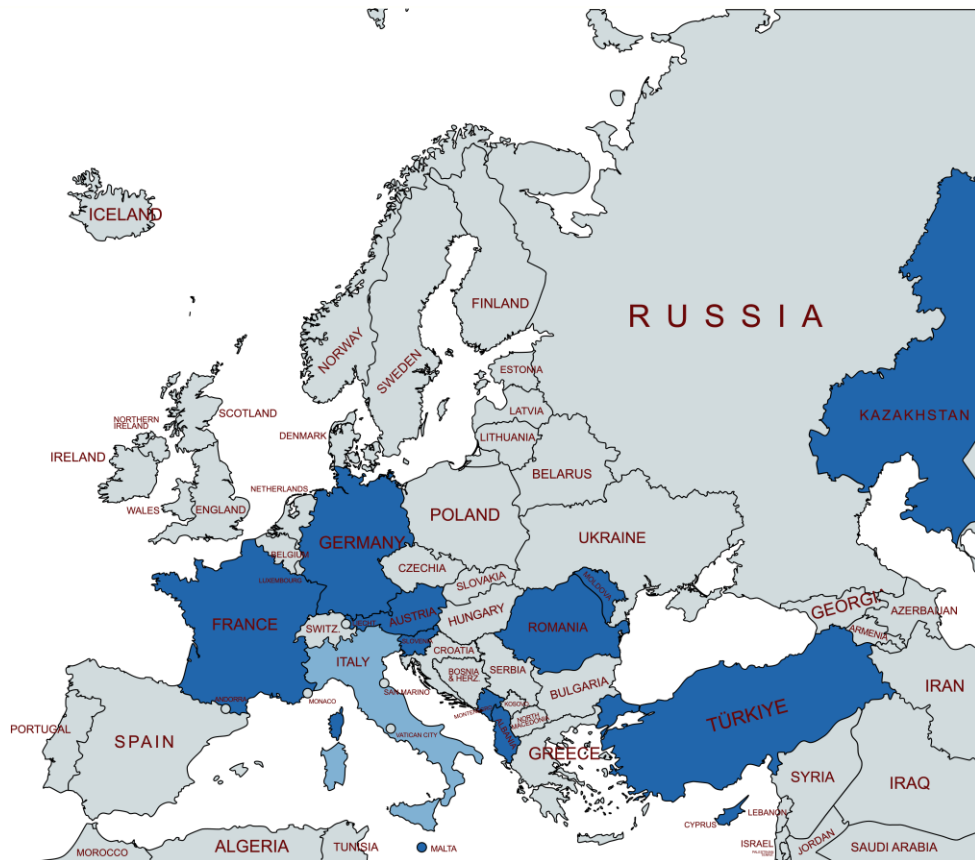 ICELAND
RUSSIA
FINLAND
NORWAY
SWEDEN
ESTONIA
LATVIA
LITHUANIA
KAZAKHSTAN
SCOTLAND
NORTHERN
IRELAND
DENMARK
IRELAND
NETHERLANDS
BELARUS
WALES
ENGLAND
POLAND
GERMANY
UKRAINE
BELGIUM
CZECHIA
LUXEMBOURG
SLOVAKIA
MOLDOVA
FRANCE
AUSTRIA
HUNGARY
GEORGI
AZERBAIJAN
SWITZ.
LIECHT.
ROMANIA
ARMENIA
SLOVENIA
CROATIA
ITALY
BOSNIA
& HERZ.
SERBIA
IRAN
BULGARIA
SAN MARINO
ANDORRA
MONACO
MONTENEGRO
KOSOVO
NORTH
MACEDONIA
TÜRKIYE
PORTUGAL
SPAIN
VATICAN CITY
ALBANIA
GREECE
SYRIA
IRAQ
CYPRUS
LEBANON
ISRAEL
JORDAN
SAUDI ARABIA
MOROCCO
ALGERIA
TUNISIA
MALTA